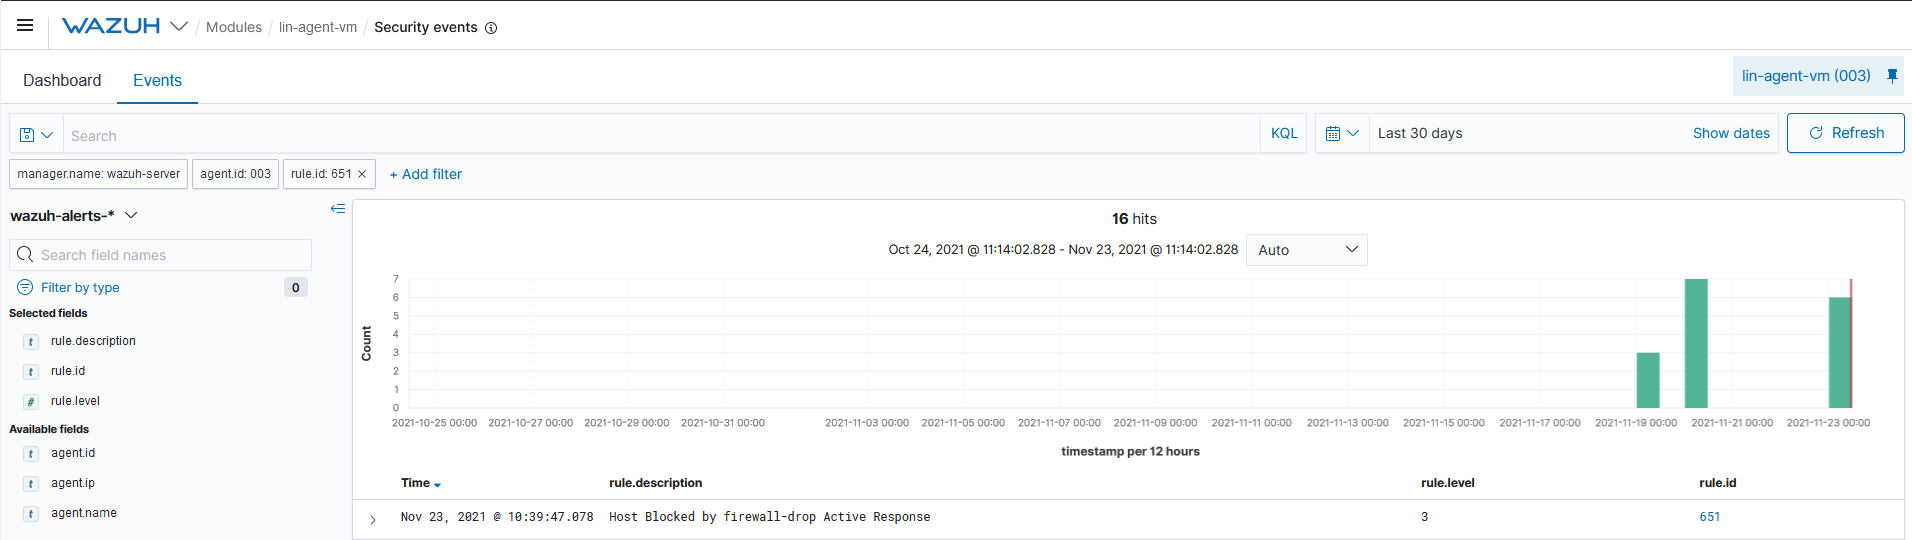 WAZUH / Modules / lin-agent-vm / Security events
Dashboard Events lin-agent-vm (003)
Search KQL Last 30 days Show dates Refresh
manager.name: wazuh-server agent.id: 003 rule.id: 651 × + Add filter
wazuh-alerts-*
Search field names
Filter by type 0
Selected fields
t rule.description
t rule.id
# rule.level
Available fields
t agent.id
t agent.ip
t agent.name
16 hits
Oct 24, 2021 @ 11:14:02.828 - Nov 23, 2021 @ 11:14:02.828 Auto
Count
7
6
5
4
3
2
1
0
2021-10-25 00:00 2021-10-27 00:00 2021-10-29 00:00 2021-10-31 00:00 2021-11-03 00:00 2021-11-05 00:00 2021-11-07 00:00 2021-11-09 00:00 2021-11-11 00:00 2021-11-13 00:00 2021-11-15 00:00 2021-11-17 00:00 2021-11-19 00:00 2021-11-21 00:00 2021-11-23 00:00
timestamp per 12 hours
Time rule.description rule.level rule.id
Nov 23, 2021 @ 10:39:47.078 Host Blocked by firewall-drop Active Response 3 651